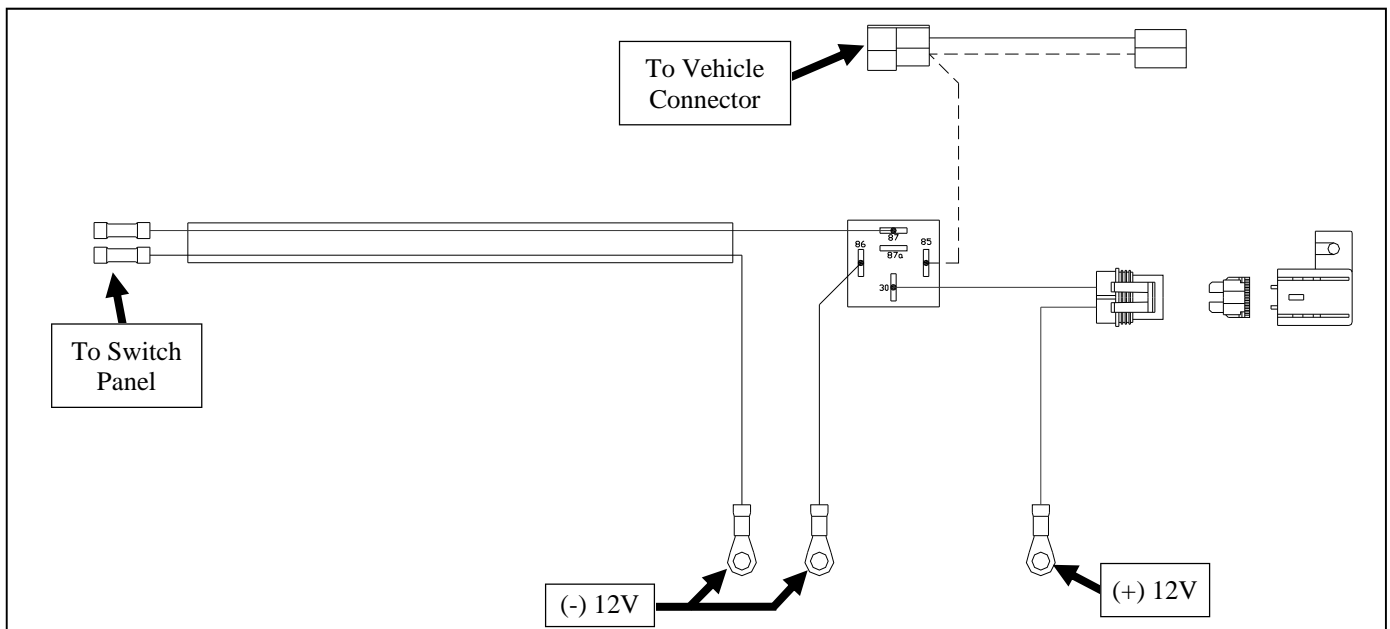 To Vehicle
Connector
87
86
85
87a
30
To Switch
Panel
(-) 12V
(+) 12V